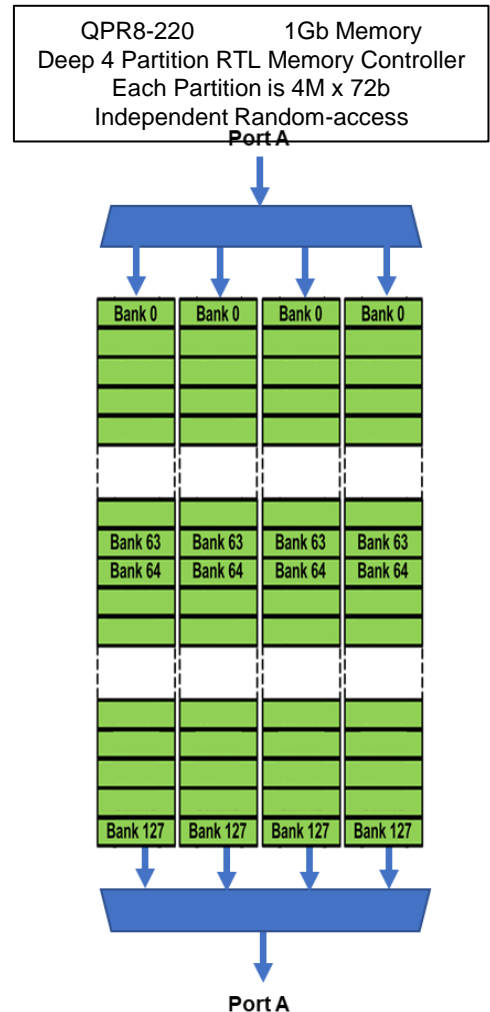 QPR8-220 1Gb Memory
Deep 4 Partition RTL Memory Controller
Each Partition is 4M x 72b
Independent Random-access
Port A
Bank 0 Bank 0 Bank 0 Bank 0
Bank 63 Bank 63 Bank 63 Bank 63
Bank 64 Bank 64 Bank 64 Bank 64
Bank 127 Bank 127 Bank 127 Bank 127
Port A